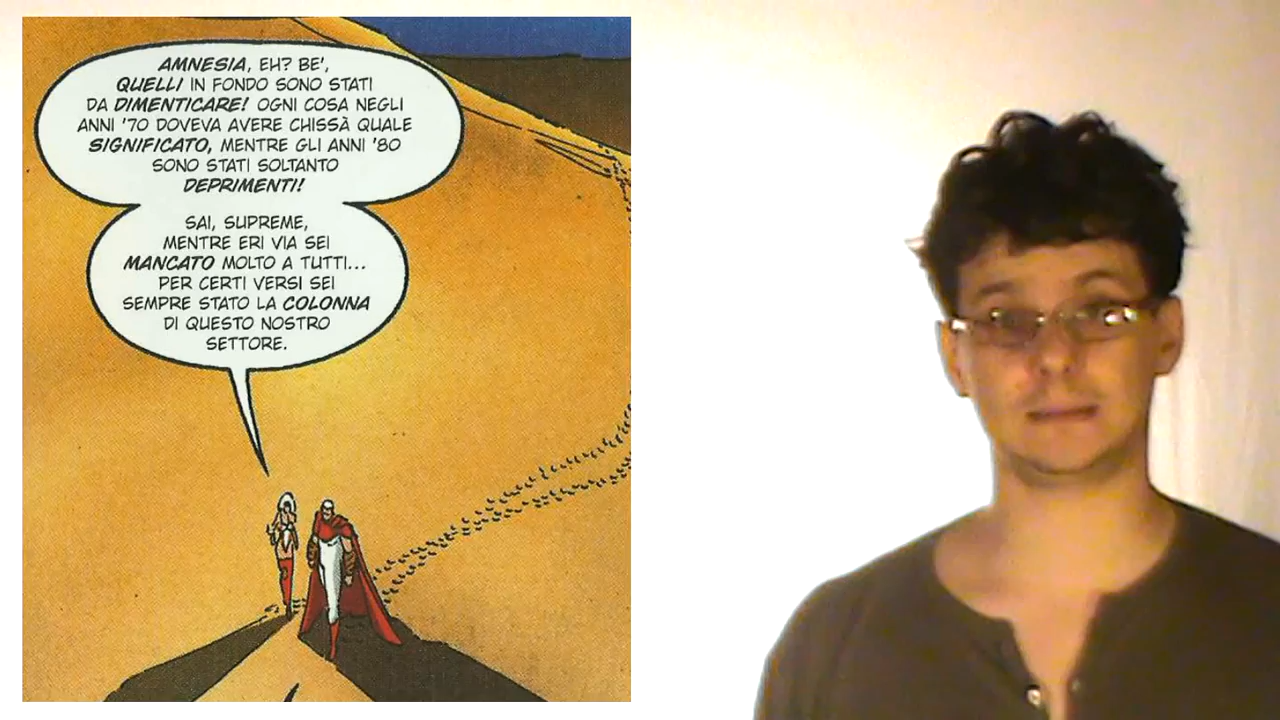 AMNESIA, EH? BE',
QUELLI IN FONDO SONO STATI
DA DIMENTICARE! OGNI COSA NEGLI
ANNI '70 DOVEVA AVERE CHISSÀ QUALE
SIGNIFICATO, MENTRE GLI ANNI '80
SONO STATI SOLTANTO
DEPRIMENTI!
SAI, SUPREME,
MENTRE ERI VIA SEI
MANCATO MOLTO A TUTTI...
PER CERTI VERSI SEI
SEMPRE STATO LA COLONNA
DI QUESTO NOSTRO
SETTORE.